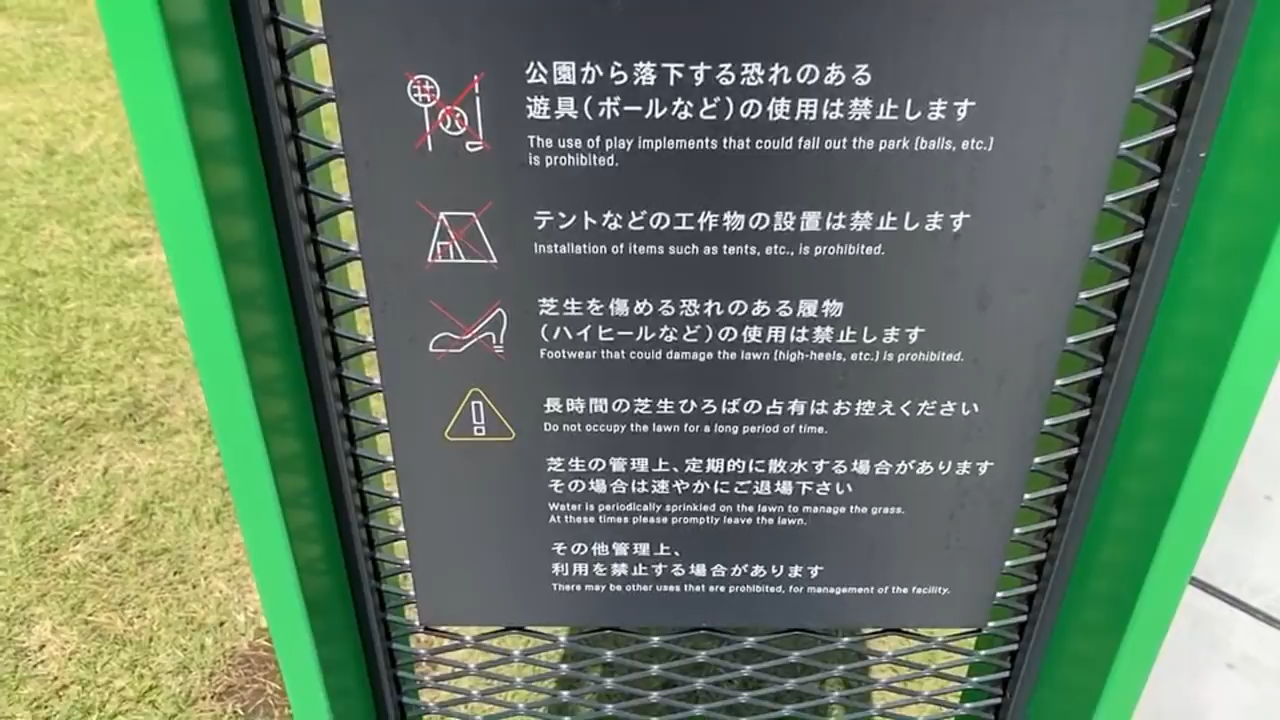 公園から落下する恐れのある
遊具（ボールなど）の使用は禁止します
The use of play implements that could fall out the park (balls, etc.)
is prohibited.
テントなどの工作物の設置は禁止します
Installation of items such as tents, etc., is prohibited.
芝生を傷める恐れのある履物
（ハイヒールなど）の使用は禁止します
Footwear that could damage the lawn (high-heels, etc.) is prohibited.
長時間の芝生ひろばの占有はお控えください
Do not occupy the lawn for a long period of time.
芝生の管理上、定期的に散水する場合があります
その場合は速やかにご退場下さい
Water is periodically sprinkled on the lawn to manage the grass.
At these times please promptly leave the lawn.
その他管理上、
利用を禁止する場合があります
There may be other uses that are prohibited, for management of the facility.